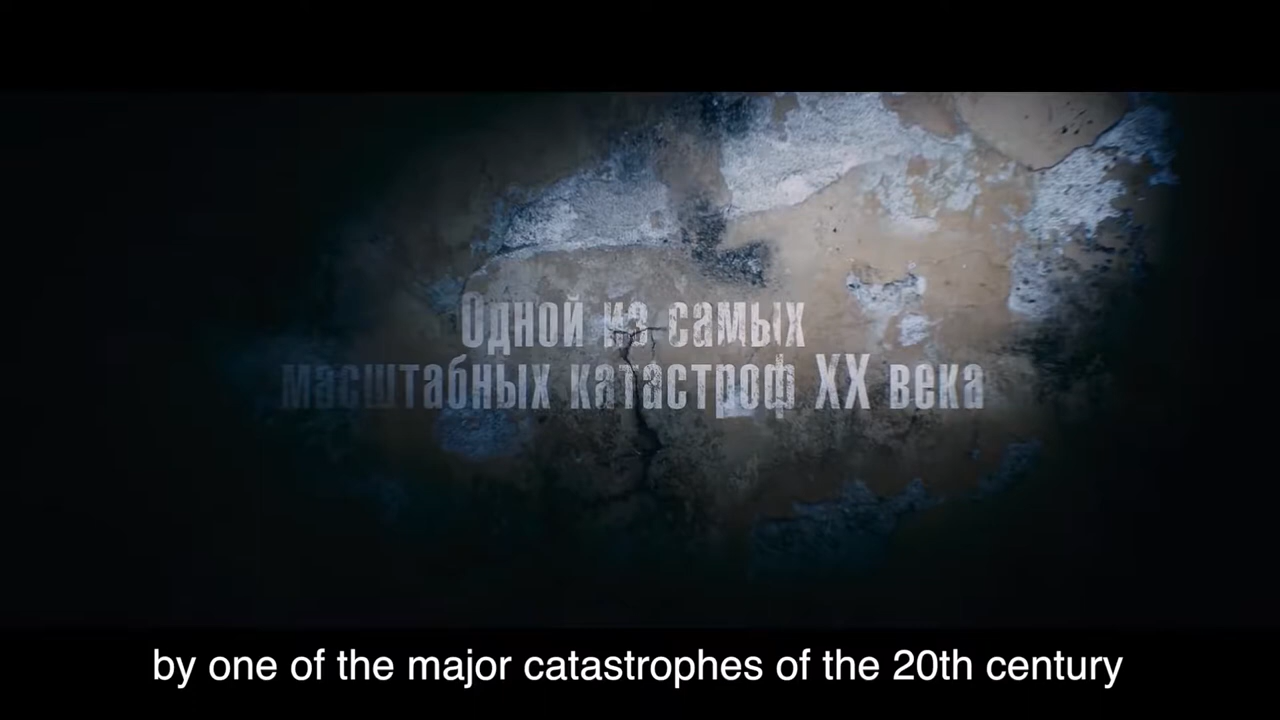 Одной из самых
масштабных катастроф XX века
by one of the major catastrophes of the 20th century